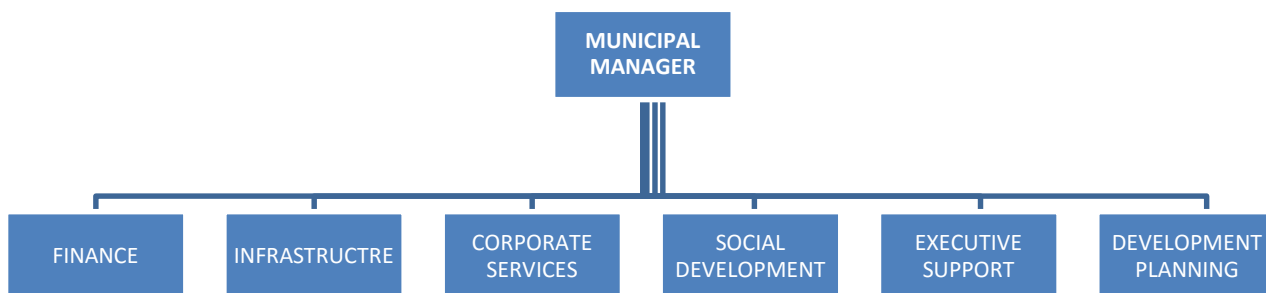 MUNICIPAL
MANAGER
FINANCE
INFRASTRUCTRE
CORPORATE
SERVICES
SOCIAL
DEVELOPMENT
EXECUTIVE
SUPPORT
DEVELOPMENT
PLANNING